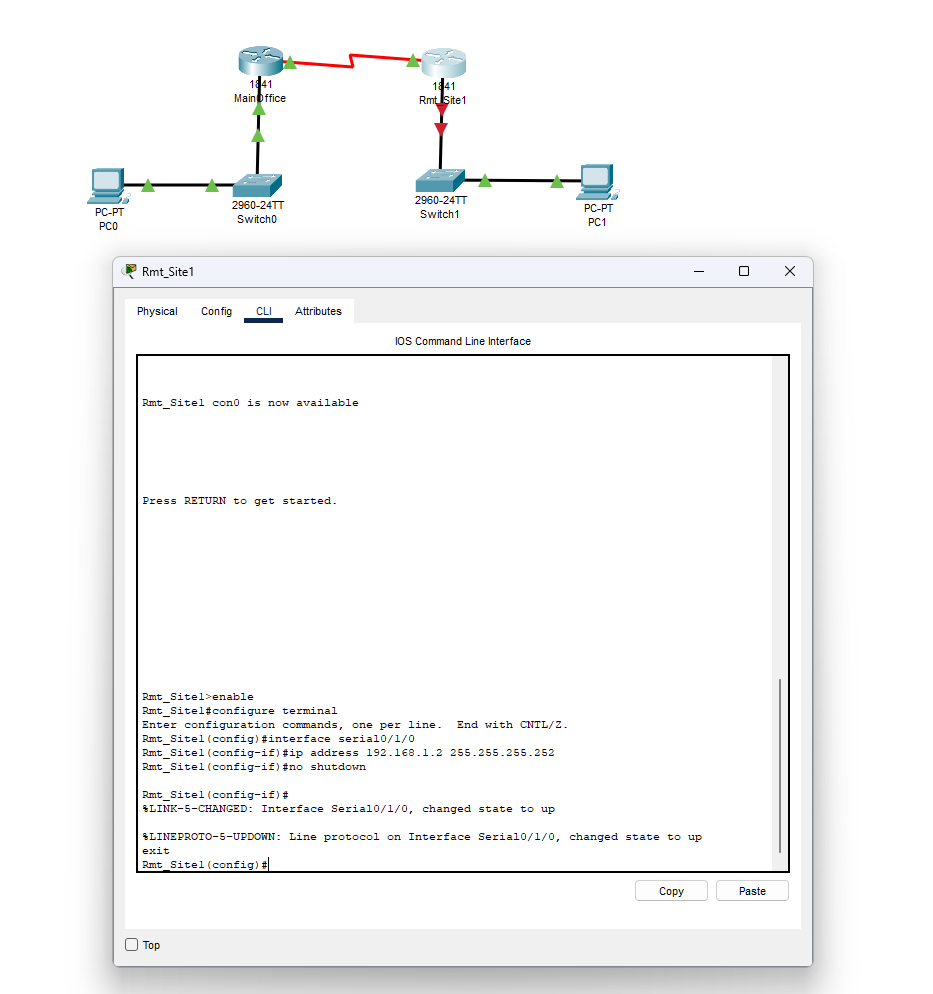 1841
MainOffice
1841
Rmt_Site1
PC-PT
PC0
2960-24TT
Switch0
2960-24TT
Switch1
PC-PT
PC1
Rmt_Site1
Physical Config CLI Attributes
IOS Command Line Interface
Rmt_Site1 con0 is now available
Press RETURN to get started.
Rmt_Site1>enable
Rmt_Site1#configure terminal
Enter configuration commands, one per line.  End with CNTL/Z.
Rmt_Site1(config)#interface serial0/1/0
Rmt_Site1(config-if)#ip address 192.168.1.2 255.255.255.252
Rmt_Site1(config-if)#no shutdown
Rmt_Site1(config-if)#
%LINK-5-CHANGED: Interface Serial0/1/0, changed state to up
%LINEPROTO-5-UPDOWN: Line protocol on Interface Serial0/1/0, changed state to up
exit
Rmt_Site1(config)#
Copy Paste
Top